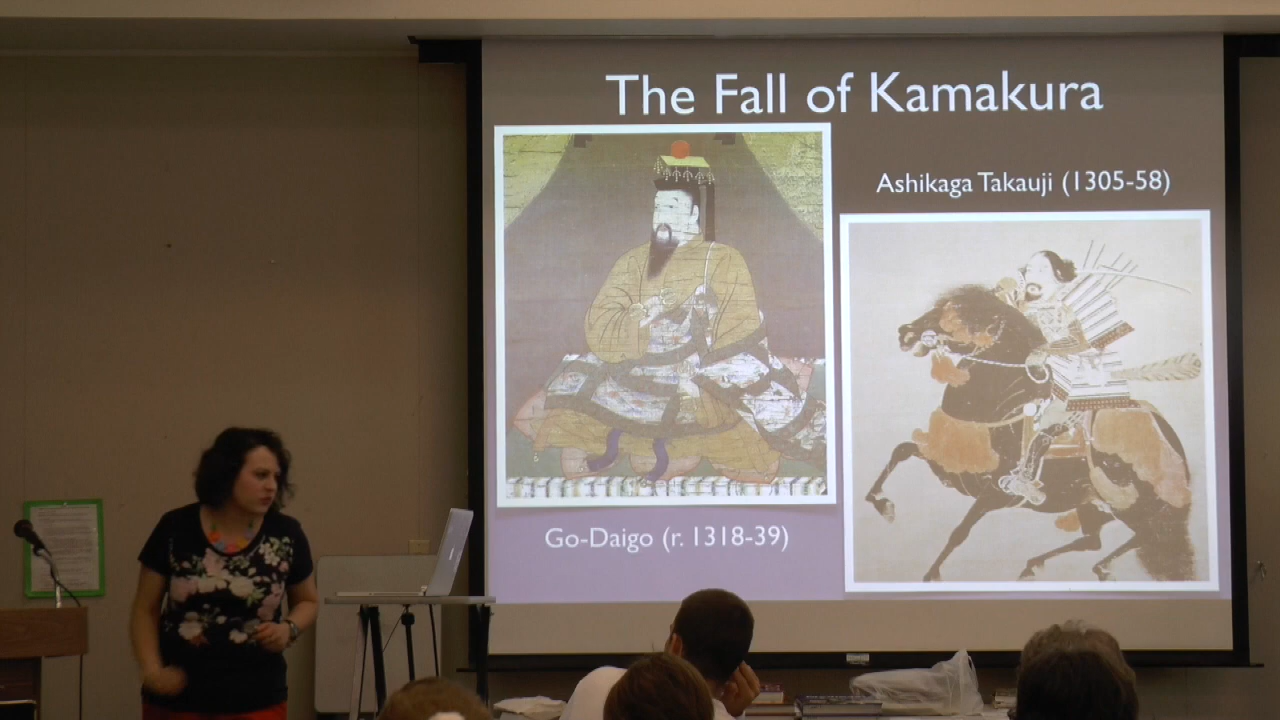 The Fall of Kamakura
Ashikaga Takauji (1305-58)
Go-Daigo (r. 1318-39)